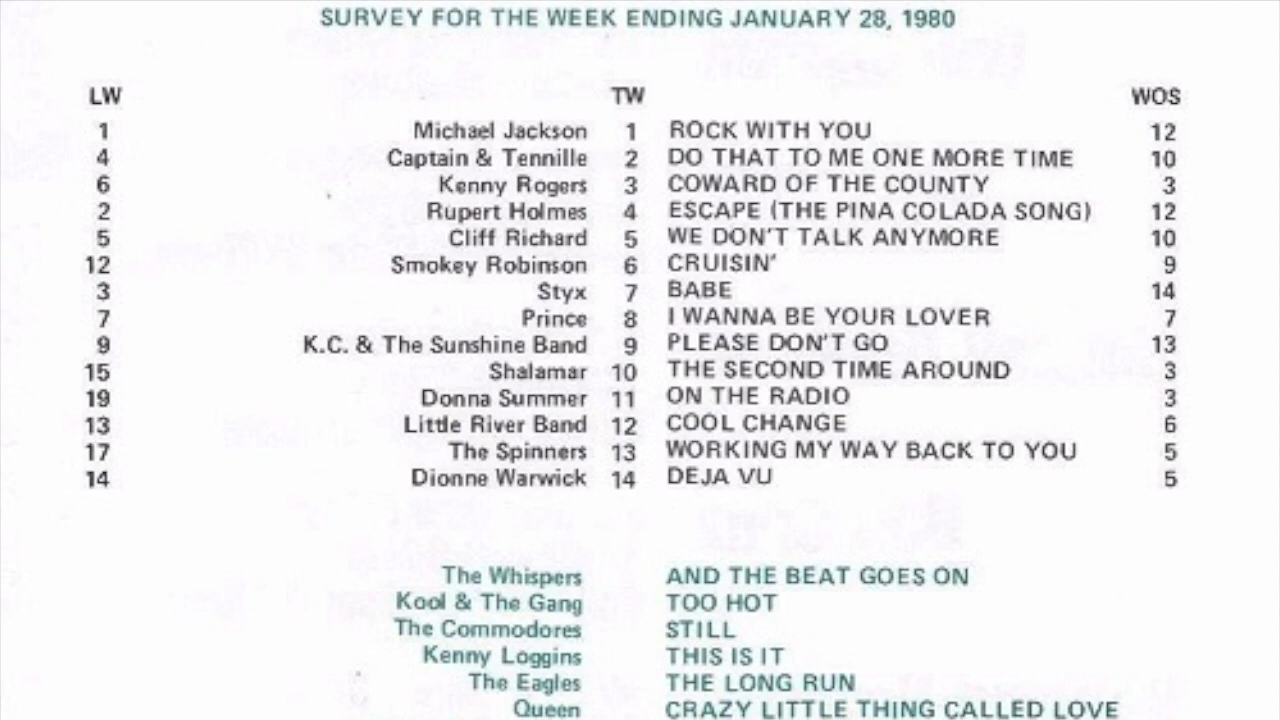 SURVEY FOR THE WEEK ENDING JANUARY 28, 1980
LW TW WOS
1 Michael Jackson 1 ROCK WITH YOU 12
4 Captain & Tennille 2 DO THAT TO ME ONE MORE TIME 10
6 Kenny Rogers 3 COWARD OF THE COUNTY 3
2 Rupert Holmes 4 ESCAPE (THE PINA COLADA SONG) 12
5 Cliff Richard 5 WE DON'T TALK ANYMORE 10
12 Smokey Robinson 6 CRUISIN' 9
3 Styx 7 BABE 14
7 Prince 8 I WANNA BE YOUR LOVER 7
9 K.C. & The Sunshine Band 9 PLEASE DON'T GO 13
15 Shalamar 10 THE SECOND TIME AROUND 3
19 Donna Summer 11 ON THE RADIO 3
13 Little River Band 12 COOL CHANGE 6
17 The Spinners 13 WORKING MY WAY BACK TO YOU 5
14 Dionne Warwick 14 DEJA VU 5
The Whispers AND THE BEAT GOES ON
Kool & The Gang TOO HOT
The Commodores STILL
Kenny Loggins THIS IS IT
The Eagles THE LONG RUN
Queen CRAZY LITTLE THING CALLED LOVE